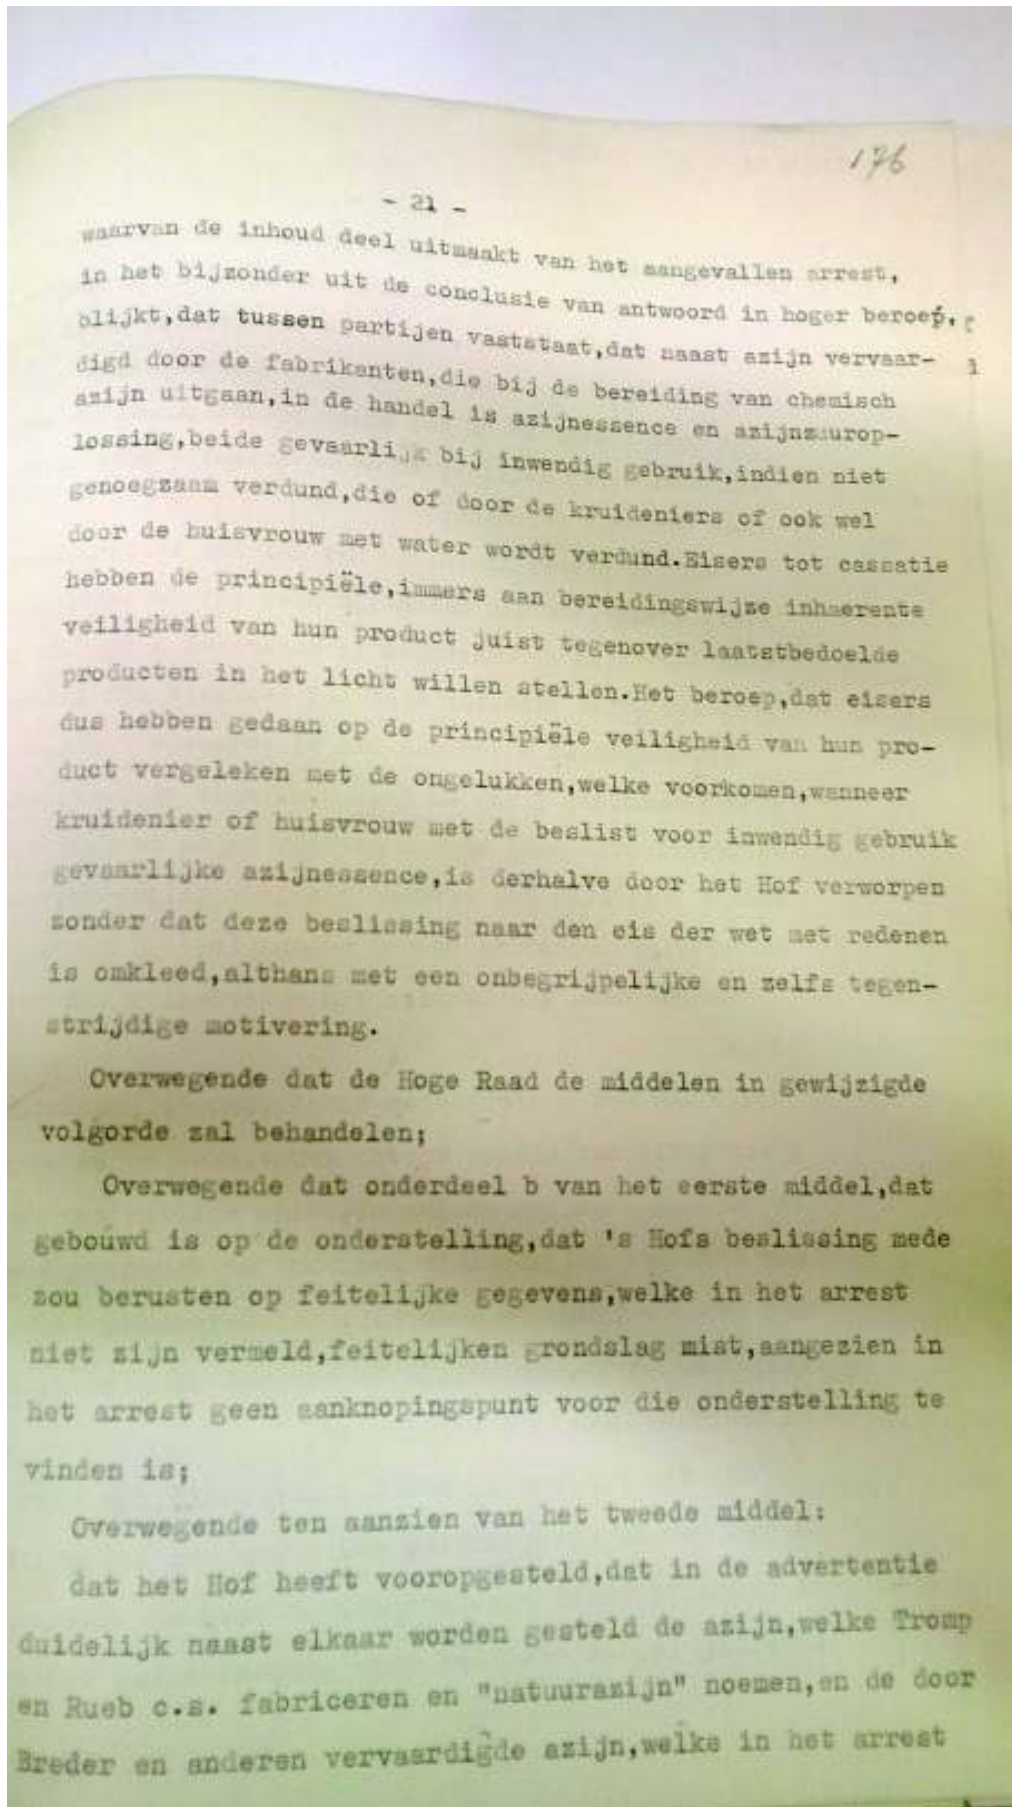 176
- 21 -
waarvan de inhoud deel uitmaakt van het aangevallen arrest,
in het bijzonder uit de conclusie van antwoord in hoger beroep,
blijkt,dat tussen partijen vaststaat,dat naast azijn vervaar-
digd door de fabrikanten,die bij de bereiding van chemisch
azijn uitgaan,in de handel is azijnessence en azijnzuurop-
lossing,beide gevaarlijk bij inwendig gebruik,indien niet
genoegzaam verdund,die of door de kruideniers of ook wel
door de huisvrouw met water wordt verdund.Eisers tot cassatie
hebben de principiële,immers aan bereidingswijze inhaerente
veiligheid van hun product juist tegenover laatstbedoelde
producten in het licht willen stellen.Het beroep,dat eisers
dus hebben gedaan op de principiële veiligheid van hun pro-
duct vergeleken met de ongelukken,welke voorkomen,wanneer
kruidenier of huisvrouw met de beslist voor inwendig gebruik
gevaarlijke azijnessence,is derhalve door het Hof verworpen
zonder dat deze beslissing naar den eis der wet met redenen
is omkleed,althans met een onbegrijpelijke en zelfs tegen-
strijdige motivering.
Overwegende dat de Hoge Raad de middelen in gewijzigde
volgorde zal behandelen;
Overwegende dat onderdeel b van het eerste middel,dat
gebouwd is op de onderstelling,dat 's Hofs beslissing mede
zou berusten op feitelijke gegevens,welke in het arrest
niet zijn vermeld,feitelijken grondslag mist,aangezien in
het arrest geen aanknopingspunt voor die onderstelling te
vinden is;
Overwegende ten aanzien van het tweede middel:
dat het Hof heeft vooropgesteld,dat in de advertentie
duidelijk naast elkaar worden gesteld de azijn,welke Tromp
en Rueb c.s. fabriceren en "natuurazijn" noemen,en de door
Breder en anderen vervaardigde azijn,welke in het arrest